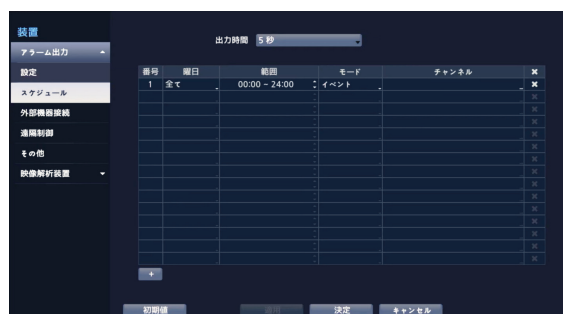 装置
出力時間 5 秒
アラーム出力
設定
番号 曜日 範囲 モード チャンネル ×
スケジュール
1 全て 00:00 - 24:00 イベント ×
外部機器接続
遠隔制御
その他
映像解析装置
+
初期値 適用 決定 キャンセル